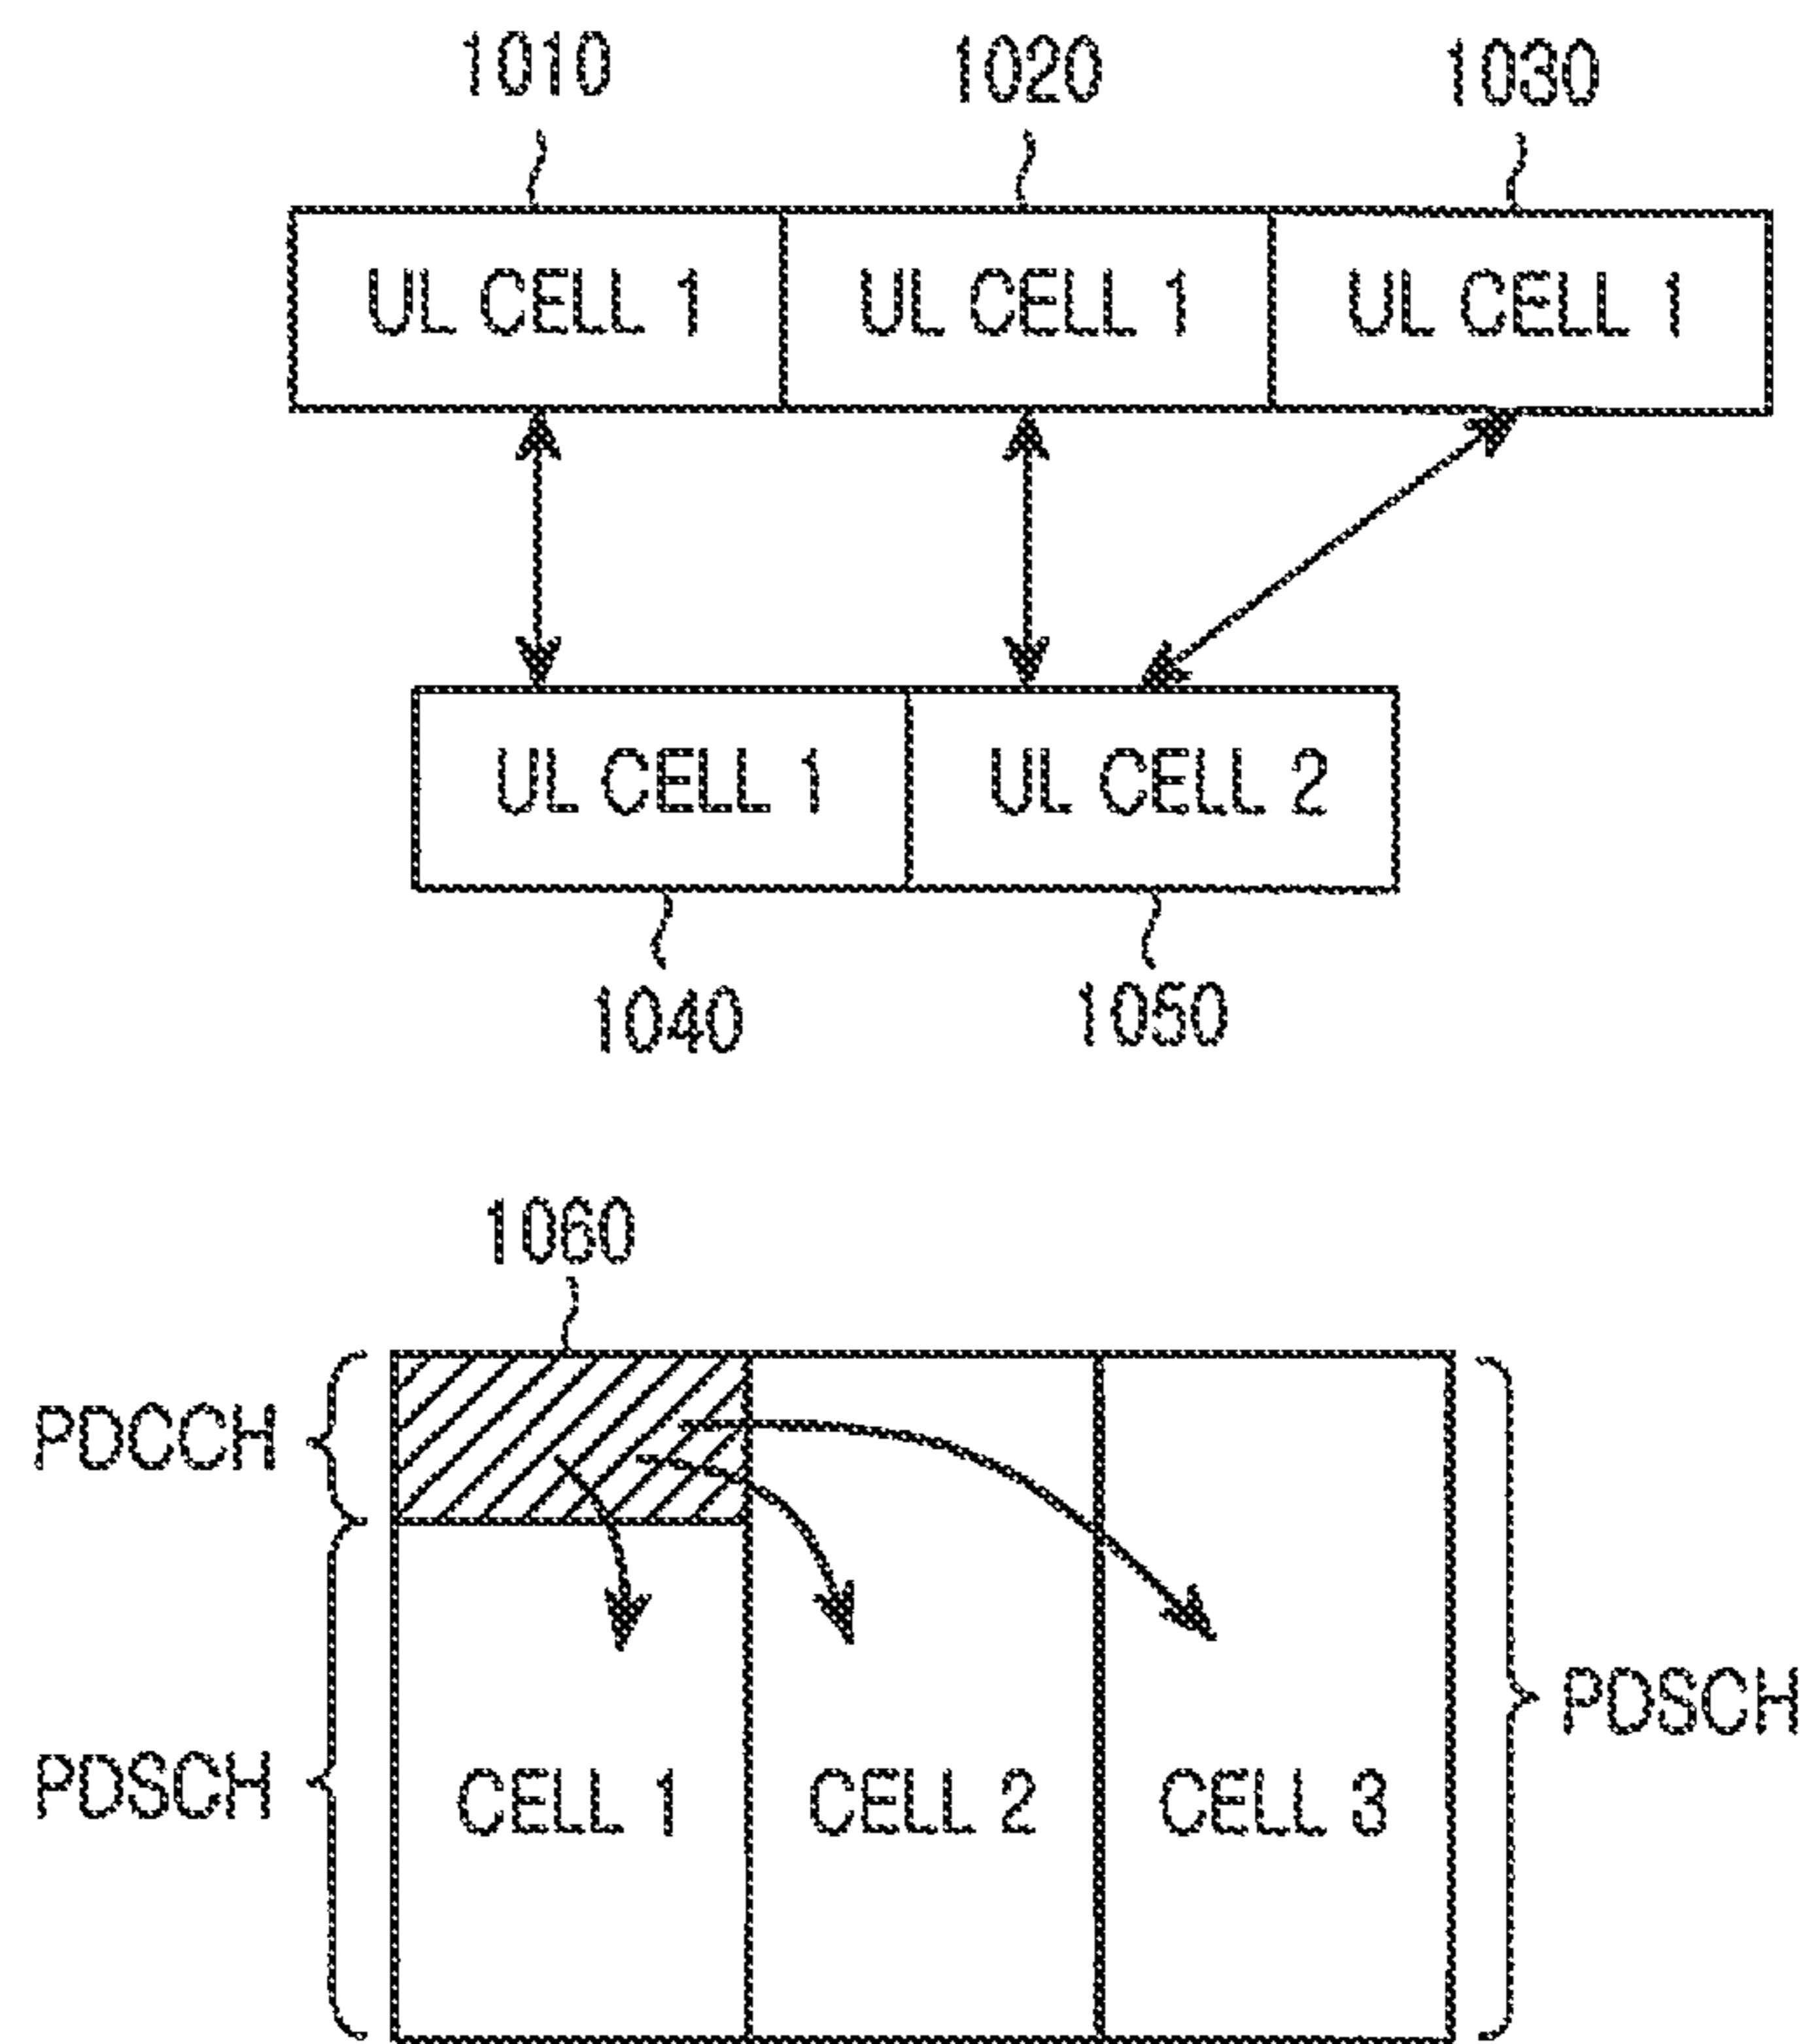 1010 1020 1030
UL CELL 1 UL CELL 1 UL CELL 1
UL CELL 1 UL CELL 2
1040 1050
1060
PDCCH
PDSCH
PDSCH
CELL 1 CELL 2 CELL 3